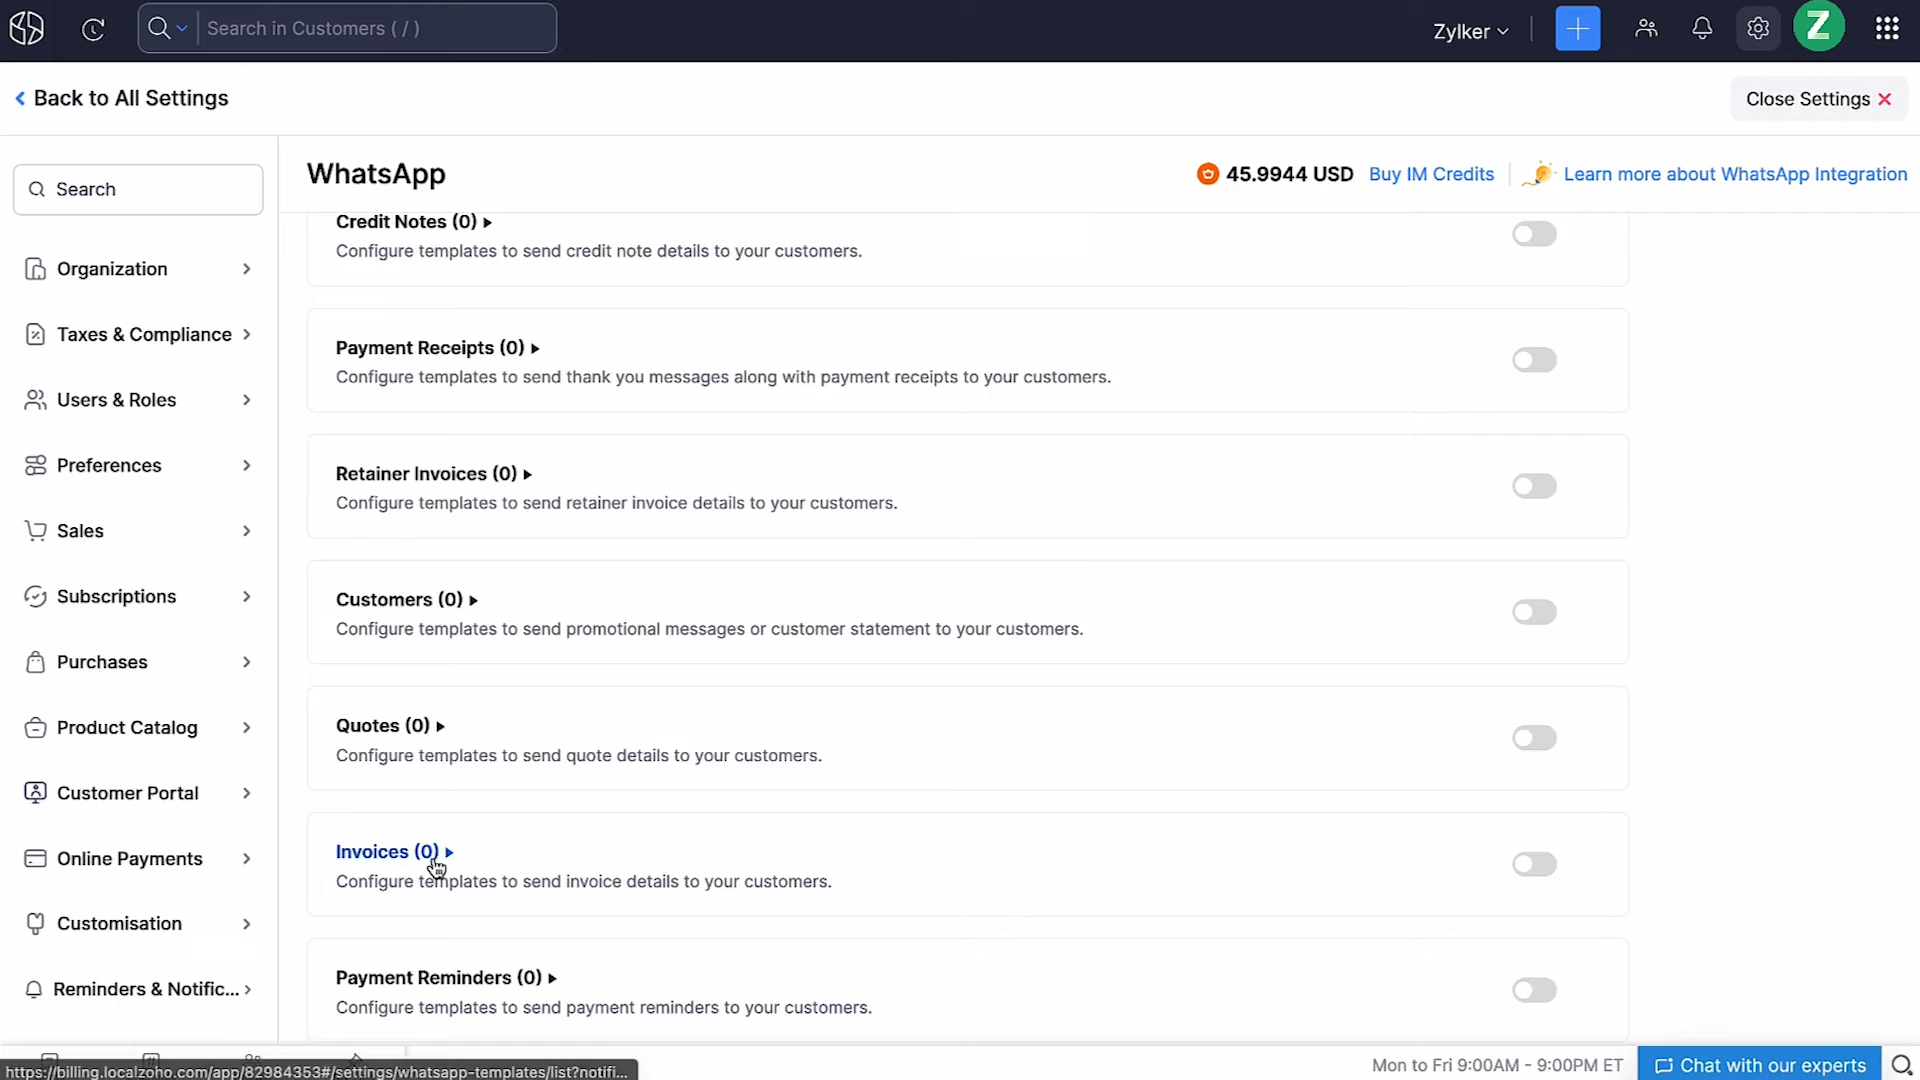 Search in Customers ( / )
Zylker
Z
Back to All Settings
Close Settings
Search
Organization
Taxes & Compliance
Users & Roles
Preferences
Sales
Subscriptions
Purchases
Product Catalog
Customer Portal
Online Payments
Customisation
Reminders & Notific...
WhatsApp
45.9944 USD
Buy IM Credits
Learn more about WhatsApp Integration
Credit Notes (0)
Configure templates to send credit note details to your customers.
Payment Receipts (0)
Configure templates to send thank you messages along with payment receipts to your customers.
Retainer Invoices (0)
Configure templates to send retainer invoice details to your customers.
Customers (0)
Configure templates to send promotional messages or customer statement to your customers.
Quotes (0)
Configure templates to send quote details to your customers.
Invoices (0)
Configure templates to send invoice details to your customers.
Payment Reminders (0)
Configure templates to send payment reminders to your customers.
https://billing.localzoho.com/app/82984353#/settings/whatsapp-templates/list?notifi...
Mon to Fri 9:00AM - 9:00PM ET
Chat with our experts